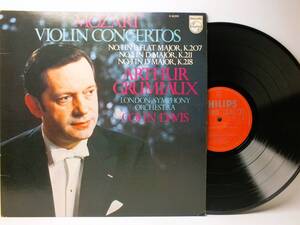 MOZART
VIOLIN CONCERTOS
NO.1 IN B FLAT MAJOR, K.207
NO.2 IN D MAJOR, K.211
NO.4 IN D MAJOR, K.218
ARTHUR
GRUMIAUX
LONDON SYMPHONY
ORCHESTRA
COLIN DAVIS
PHILIPS